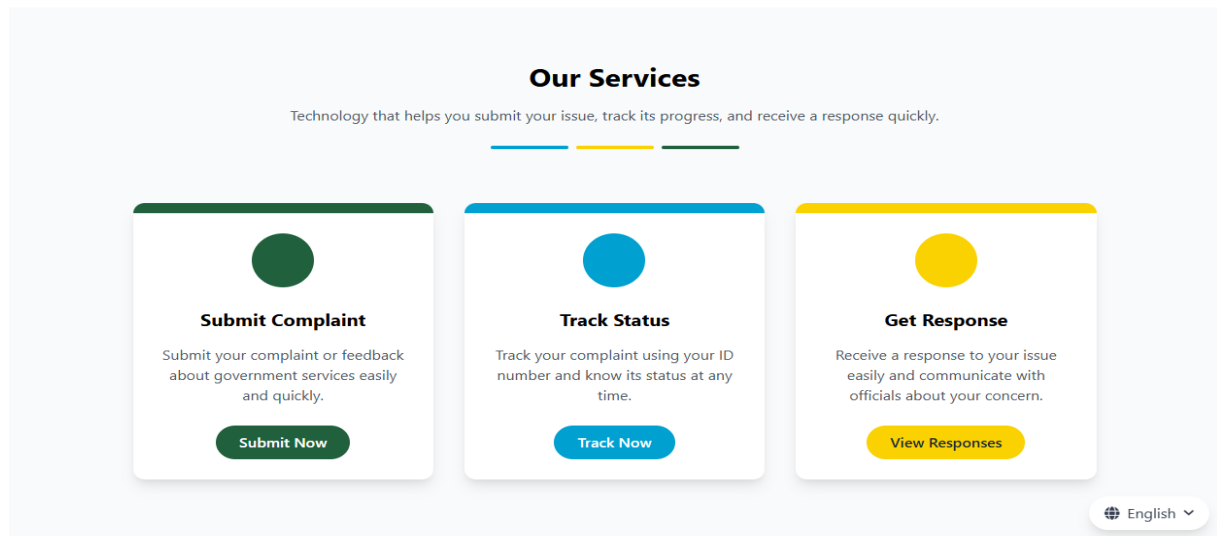 Our Services
Technology that helps you submit your issue, track its progress, and receive a response quickly.
Submit Complaint
Submit your complaint or feedback
about government services easily
and quickly.
Submit Now
Track Status
Track your complaint using your ID
number and know its status at any
time.
Track Now
Get Response
Receive a response to your issue
easily and communicate with
officials about your concern.
View Responses
English